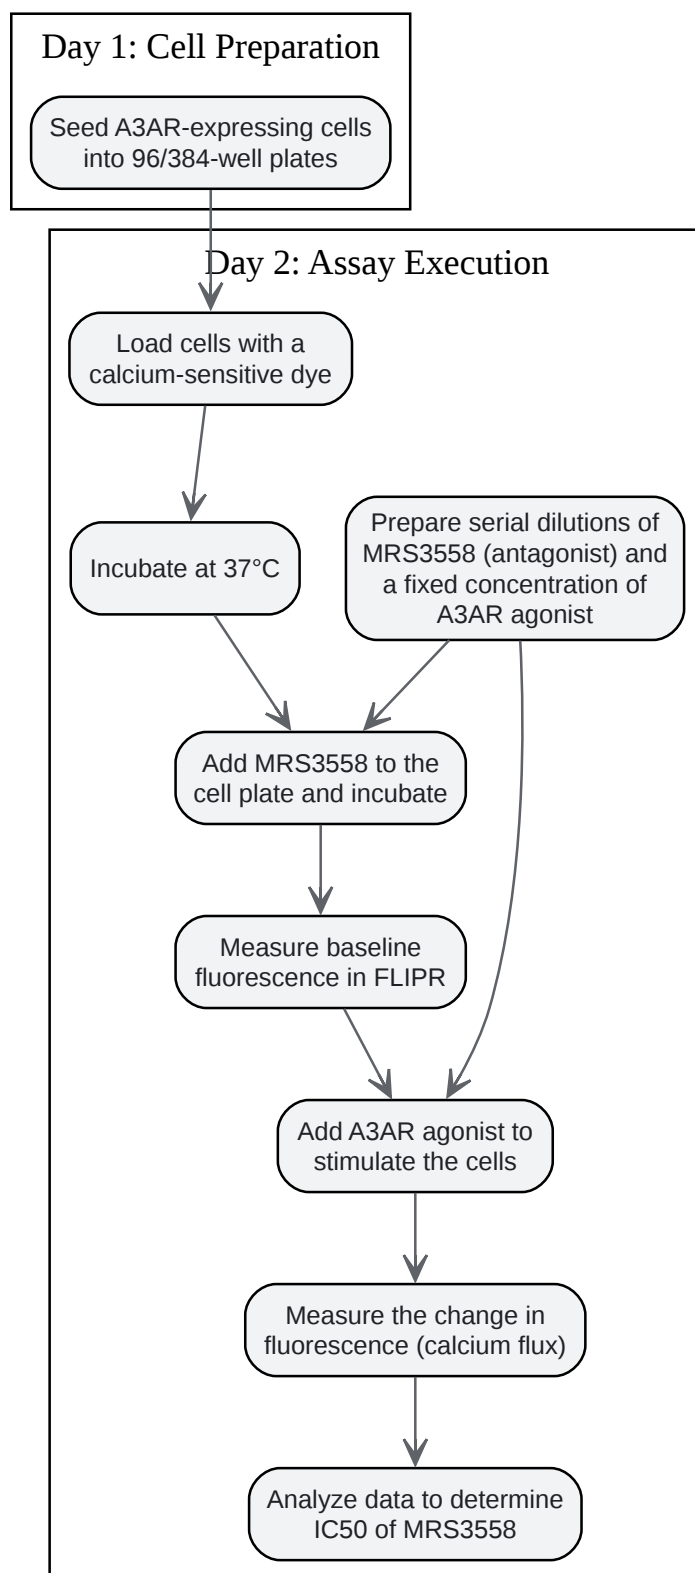 Day 1: Cell Preparation
Seed A3AR-expressing cells
into 96/384-well plates
Day 2: Assay Execution
Load cells with a
calcium-sensitive dye
Incubate at 37°C
Prepare serial dilutions of
MRS3558 (antagonist) and
a fixed concentration of
A3AR agonist
Add MRS3558 to the
cell plate and incubate
Measure baseline
fluorescence in FLIPR
Add A3AR agonist to
stimulate the cells
Measure the change in
fluorescence (calcium flux)
Analyze data to determine
IC50 of MRS3558